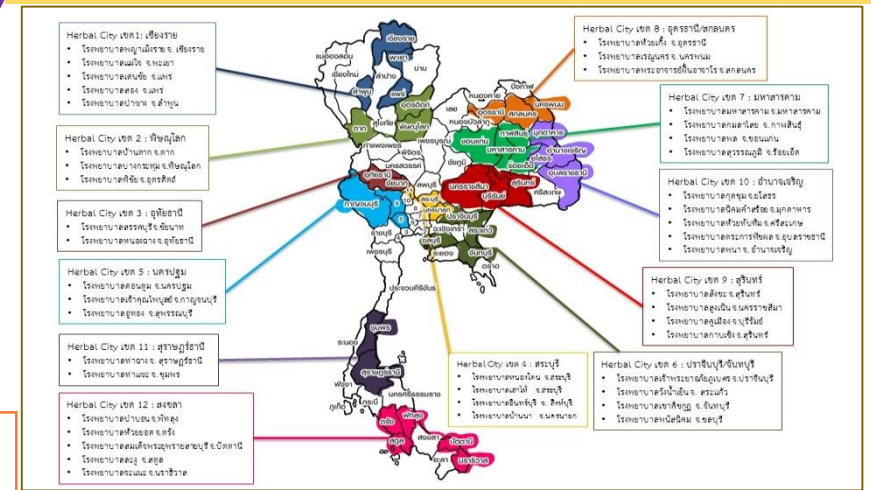 Herbal City เขต1: เชียงราย
โรงพยาบาลพญาเม็งราย จ. เชียงราย
โรงพยาบาลแม่ใจ จ.พะเยา
โรงพยาบาลเด่นชัย จ.แพร่
โรงพยาบาลสอง จ.แพร่
โรงพยาบาลป่าซาง จ.ลำพูน
Herbal City เขต 2 : พิษณุโลก
โรงพยาบาลบ้านตาก จ.ตาก
โรงพยาบาลบางกระทุ่ม จ.พิษณุโลก
โรงพยาบาลพิชัย จ.อุตรดิตถ์
Herbal City เขต 3 : อุทัยธานี
โรงพยาบาลสรรคบุรี จ.ชัยนาท
โรงพยาบาลหนองฉาง จ.อุทัยธานี
Herbal City เขต 5 : นครปฐม
โรงพยาบาลดอนตูม จ.นครปฐม
โรงพยาบาลเจ้าคุณไพบูลย์ จ.กาญจนบุรี
โรงพยาบาลอู่ทอง จ.สุพรรณบุรี
Herbal City เขต 11 : สุราษฎร์ธานี
โรงพยาบาลท่าฉาง จ. สุราษฎร์ธานี
โรงพยาบาลท่าแซะ จ.ชุมพร
Herbal City เขต 12 : สงขลา
โรงพยาบาลป่าบอน จ.พัทลุง
โรงพยาบาลห้วยยอด จ.ตรัง
โรงพยาบาลสมเด็จพระยุพราชสายบุรี จ.ปัตตานี
โรงพยาบาลละงู จ.สตูล
โรงพยาบาลจะแนะ จ.นราธิวาส
เชียงราย
แม่ฮ่องสอน
พะเยา
น่าน
เชียงใหม่
ลำปาง
ลำพูน
แพร่
อุตรดิตถ์
ตาก
สุโขทัย
พิษณุโลก
กำแพงเพชร
พิจิตร
เพชรบูรณ์
เลย
หนองคาย
บึงกาฬ
หนองบัวลำภู
อุดรธานี
สกลนคร
นครพนม
ขอนแก่น
กาฬสินธุ์
มุกดาหาร
มหาสารคาม
ร้อยเอ็ด
ยโสธร
อำนาจเจริญ
อุบลราชธานี
ชัยภูมิ
นครสวรรค์
อุทัยธานี
ชัยนาท
ลพบุรี
นครราชสีมา
บุรีรัมย์
สุรินทร์
ศรีสะเกษ
กาญจนบุรี
สระบุรี
นครนายก
ปราจีนบุรี
ฉะเชิงเทรา
สระแก้ว
ชลบุรี
ระยอง
จันทบุรี
ตราด
ราชบุรี
เพชรบุรี
ประจวบคีรีขันธ์
ชุมพร
ระนอง
สุราษฎร์ธานี
พังงา
ภูเก็ต
กระบี่
นครศรีธรรมราช
ตรัง
พัทลุง
สตูล
สงขลา
ปัตตานี
ยะลา
นราธิวาส
Herbal City เขต 8 : อุดรธานี/สกลนคร
โรงพยาบาลห้วยเกิ้ง จ.อุดรธานี
โรงพยาบาลเรณูนคร จ.นครพนม
โรงพยาบาลพระอาจารย์ฝั้นอาจาโร จ.สกลนคร
Herbal City เขต 7 : มหาสารคาม
โรงพยาบาลมหาสารคาม จ.มหาสารคาม
โรงพยาบาลกมลาไสย จ. กาฬสินธุ์
โรงพยาบาลพล จ.ขอนแก่น
โรงพยาบาลสุวรรณภูมิ จ.ร้อยเอ็ด
Herbal City เขต 10 : อำนาจเจริญ
โรงพยาบาลกุดชุม จ.ยโสธร
โรงพยาบาลนิคมคำสร้อย จ.มุกดาหาร
โรงพยาบาลห้วยทับทัน จ.ศรีสะเกษ
โรงพยาบาลตระการพืชผล จ.อุบลราชธานี
โรงพยาบาลพนา จ.อำนาจเจริญ
Herbal City เขต 9 : สุรินทร์
โรงพยาบาลสังขะ จ.สุรินทร์
โรงพยาบาลสูงเนิน จ.นครราชสีมา
โรงพยาบาลคูเมือง จ.บุรีรัมย์
โรงพยาบาลกาบเชิง จ.สุรินทร์
Herbal City เขต 4 : สระบุรี
โรงพยาบาลหนองโดน จ.สระบุรี
โรงพยาบาลเสาไห้ จ.สระบุรี
โรงพยาบาลอินทร์บุรี จ. สิงห์บุรี
โรงพยาบาลบ้านนา จ.นครนายก
Herbal City เขต 6 : ปราจีนบุรี/จันทบุรี
โรงพยาบาลเจ้าพระยาอภัยภูเบศร จ.ปราจีนบุรี
โรงพยาบาลวังน้ำเย็น จ. สระแก้ว
โรงพยาบาลเขาคิชฌกูฏ จ. จันทบุรี
โรงพยาบาลพนัสนิคม จ.ชลบุรี